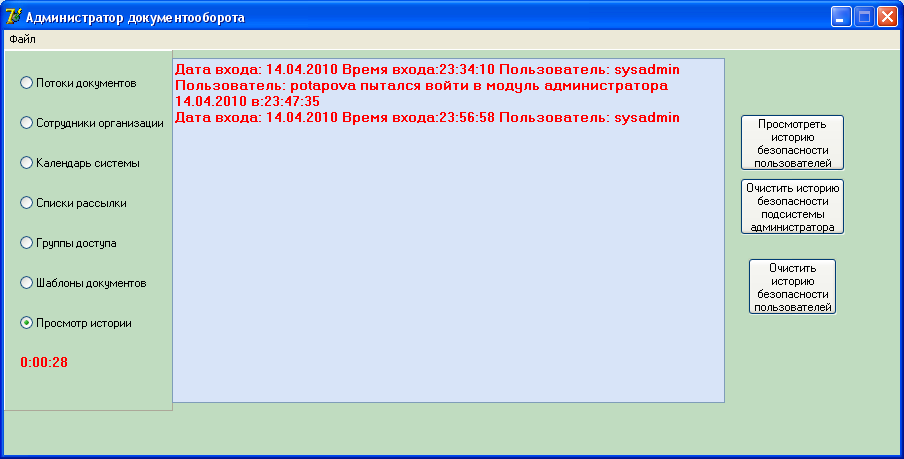 Администратор документооборота
Файл
Потоки документов
Сотрудники организации
Календарь системы
Списки рассылки
Группы доступа
Шаблоны документов
Просмотр истории
0:00:28
Дата входа: 14.04.2010 Время входа:23:34:10 Пользователь: sysadmin
Пользователь: potapova пытался войти в модуль администратора
14.04.2010 в:23:47:35
Дата входа: 14.04.2010 Время входа:23:56:58 Пользователь: sysadmin
Просмотреть
историю
безопасности
пользователей
Очистить историю
безопасности
подсистемы
администратора
Очистить
историю
безопасности
пользователей